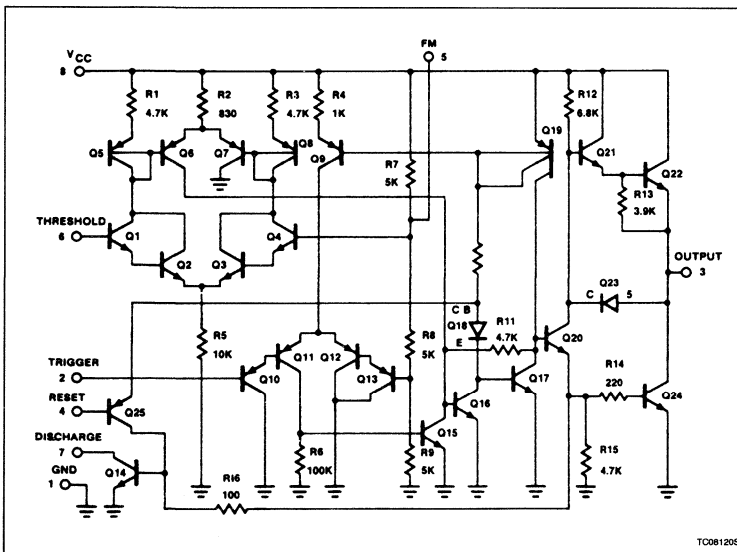 FM
VCC
8
5
R1
4.7K
R2
830
R3
4.7K
R4
1K
R12
6.8K
Q5
Q6
Q7
Q8
Q9
Q19
Q21
Q22
R7
5K
R13
3.9K
THRESHOLD
6
Q1
Q2
Q3
Q4
OUTPUT
3
Q23
C
5
C B
Q18
E
R11
4.7K
Q20
R5
10K
R8
5K
Q10
Q11
Q12
Q13
Q17
R14
220
TRIGGER
2
RESET
4
Q25
Q16
Q24
DISCHARGE
7
Q14
R6
100K
Q15
R9
5K
R15
4.7K
GND
1
R16
100
TC08120S